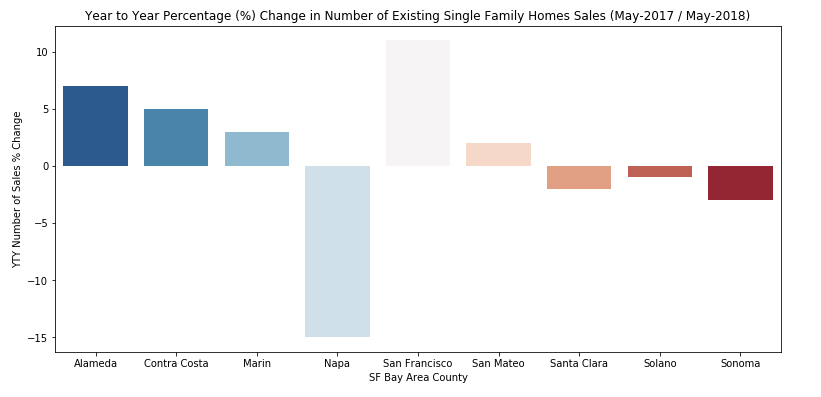 Year to Year Percentage (%) Change in Number of Existing Single Family Homes Sales (May-2017 / May-2018)
YTY Number of Sales % Change
10
5
0
−5
−10
−15
Alameda Contra Costa Marin Napa San Francisco San Mateo Santa Clara Solano Sonoma
SF Bay Area County